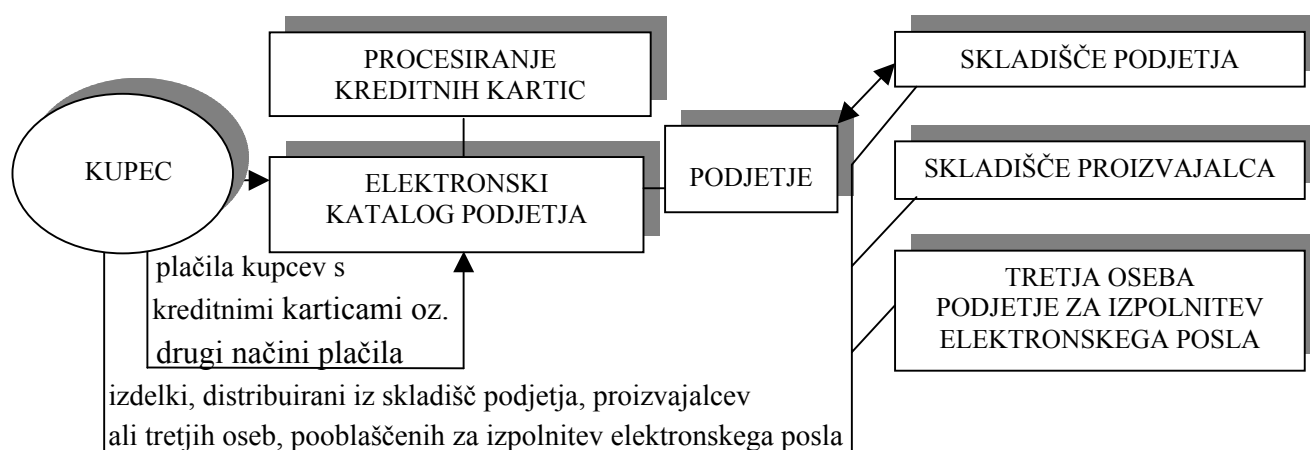 PROCESIRANJE
KREDITNIH KARTIC
SKLADIŠČE PODJETJA
KUPEC
ELEKTRONSKI
KATALOG PODJETJA
PODJETJE
SKLADIŠČE PROIZVAJALCA
plačila kupcev s
kreditnimi karticami oz.
drugi načini plačila
TRETJA OSEBA
PODJETJE ZA IZPOLNITEV
ELEKTRONSKEGA POSLA
izdelki, distribuirani iz skladišč podjetja, proizvajalcev
ali tretjih oseb, pooblaščenih za izpolnitev elektronskega posla